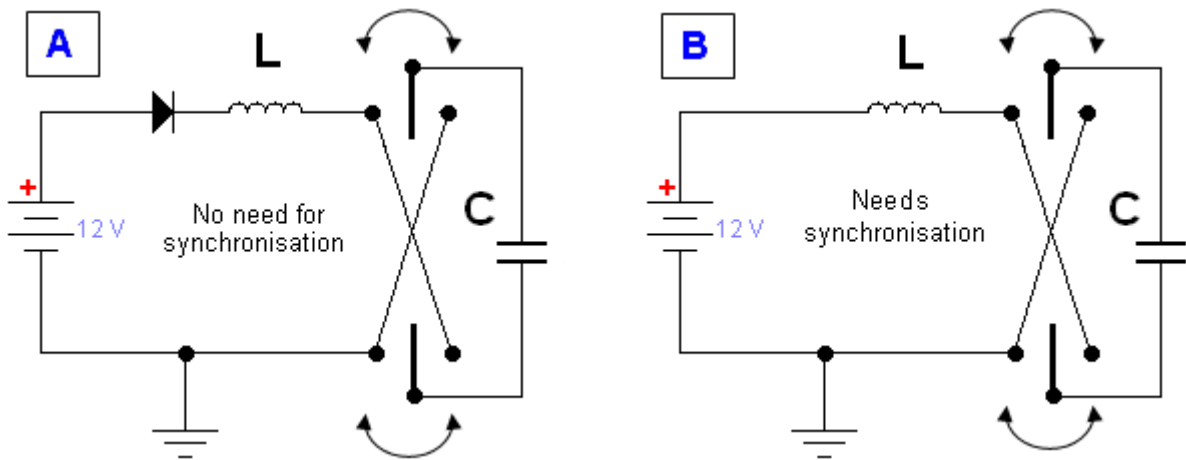 A
L
+
12 V
No need for
synchronisation
C
B
L
+
12 V
Needs
synchronisation
C